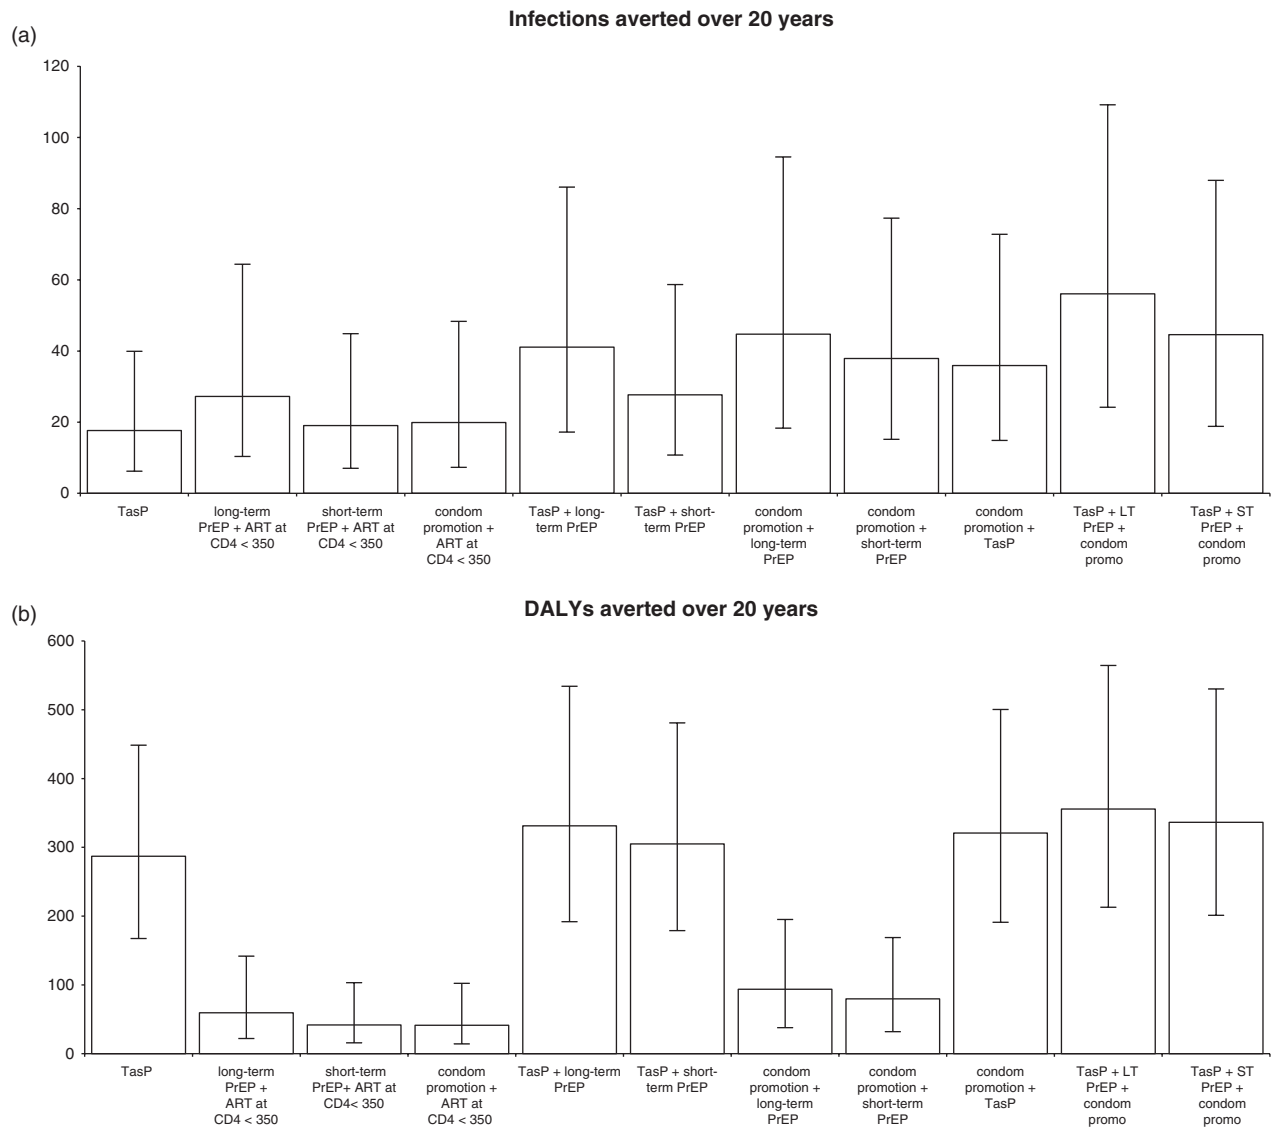 Infections averted over 20 years
(a)
120
100
80
60
40
20
0
TasP
long-term
PrEP + ART at
CD4 < 350
short-term
PrEP + ART at
CD4 < 350
condom
promotion +
ART at
CD4 < 350
TasP + long-
term PrEP
TasP + short-
term PrEP
condom
promotion +
long-term
PrEP
condom
promotion +
short-term
PrEP
condom
promotion +
TasP
TasP + LT
PrEP +
condom
promo
TasP + ST
PrEP +
condom
promo
(b)
DALYs averted over 20 years
600
500
400
300
200
100
0
TasP
long-term
PrEP +
ART at
CD4 < 350
short-term
PrEP+ ART at
CD4< 350
condom
promotion +
ART at
CD4 < 350
TasP + long-term
PrEP
TasP + short-
term PrEP
condom
promotion +
long-term
PrEP
condom
promotion +
short-term
PrEP
condom
promotion +
TasP
TasP + LT
PrEP +
condom
promo
TasP + ST
PrEP +
condom
promo